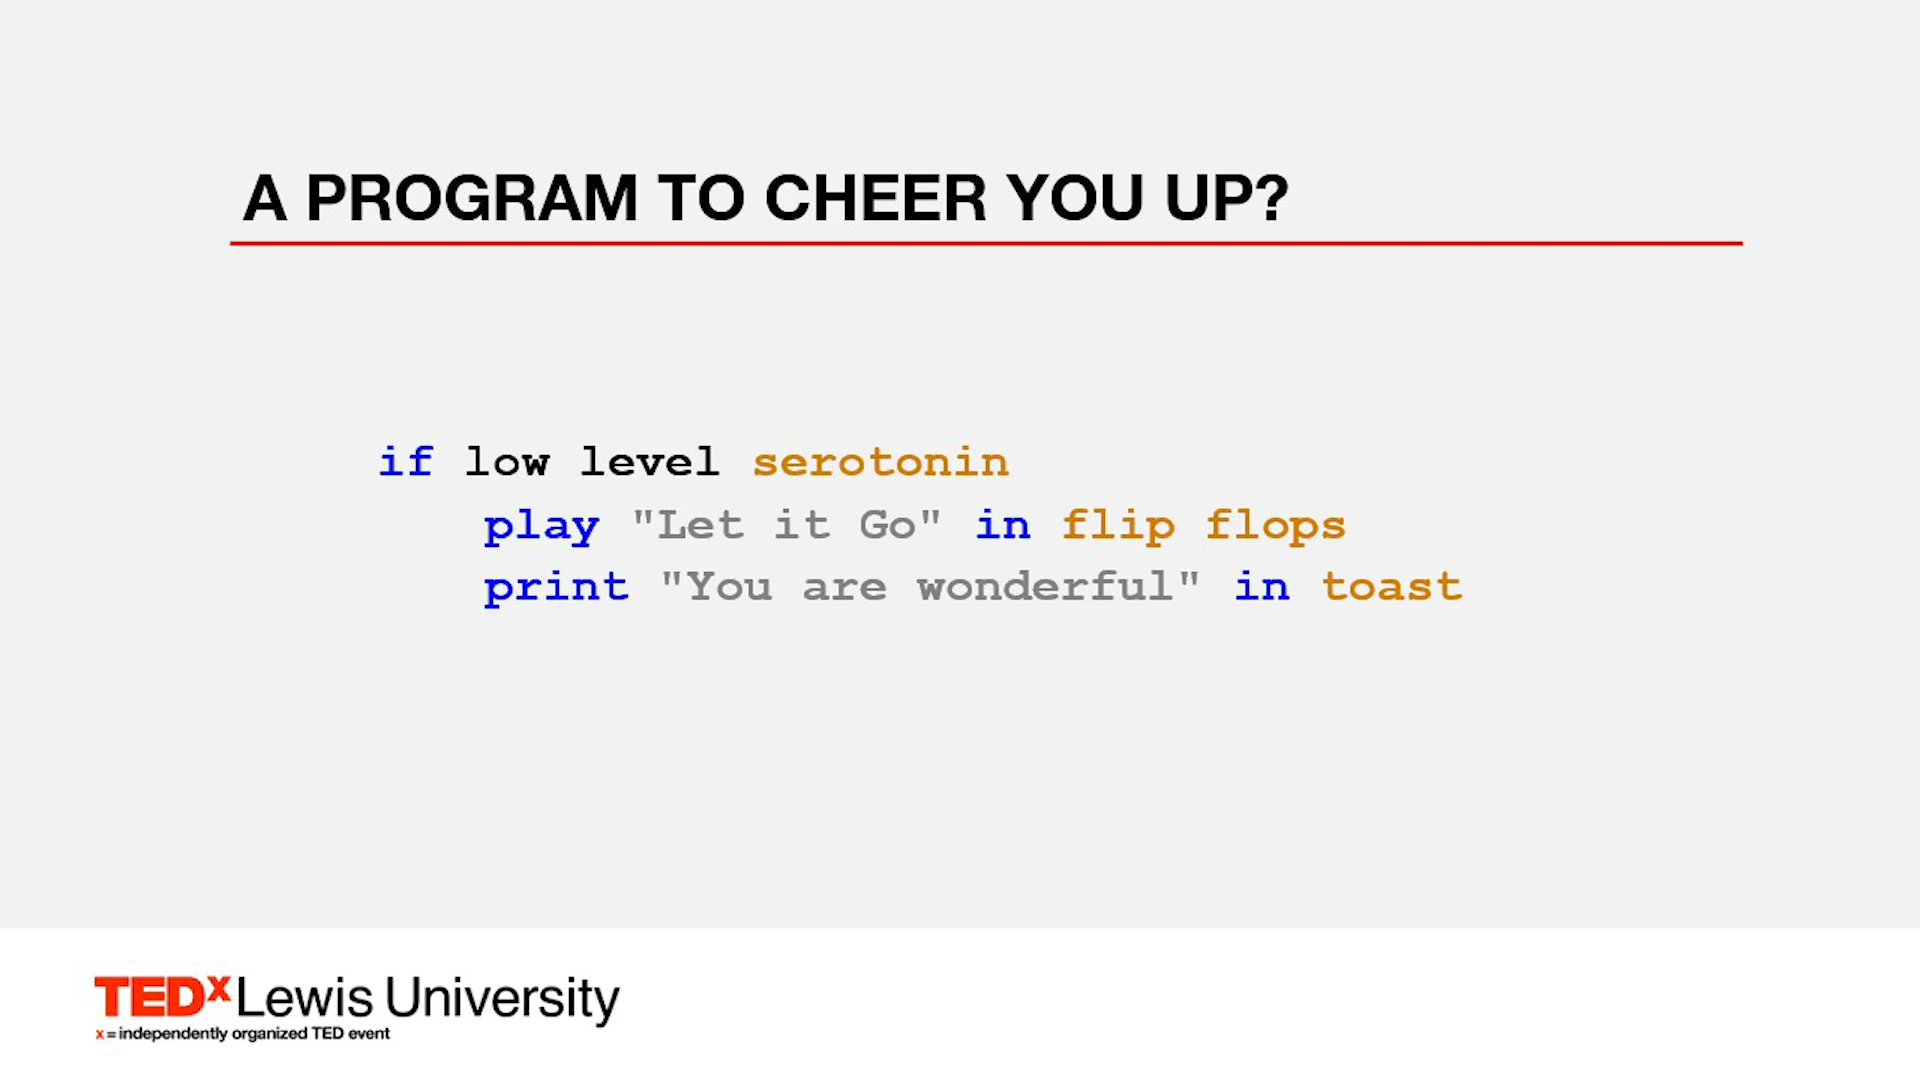 A PROGRAM TO CHEER YOU UP?
if low level serotonin
play "Let it Go" in flip flops
print "You are wonderful" in toast
TEDx Lewis University
x = independently organized TED event